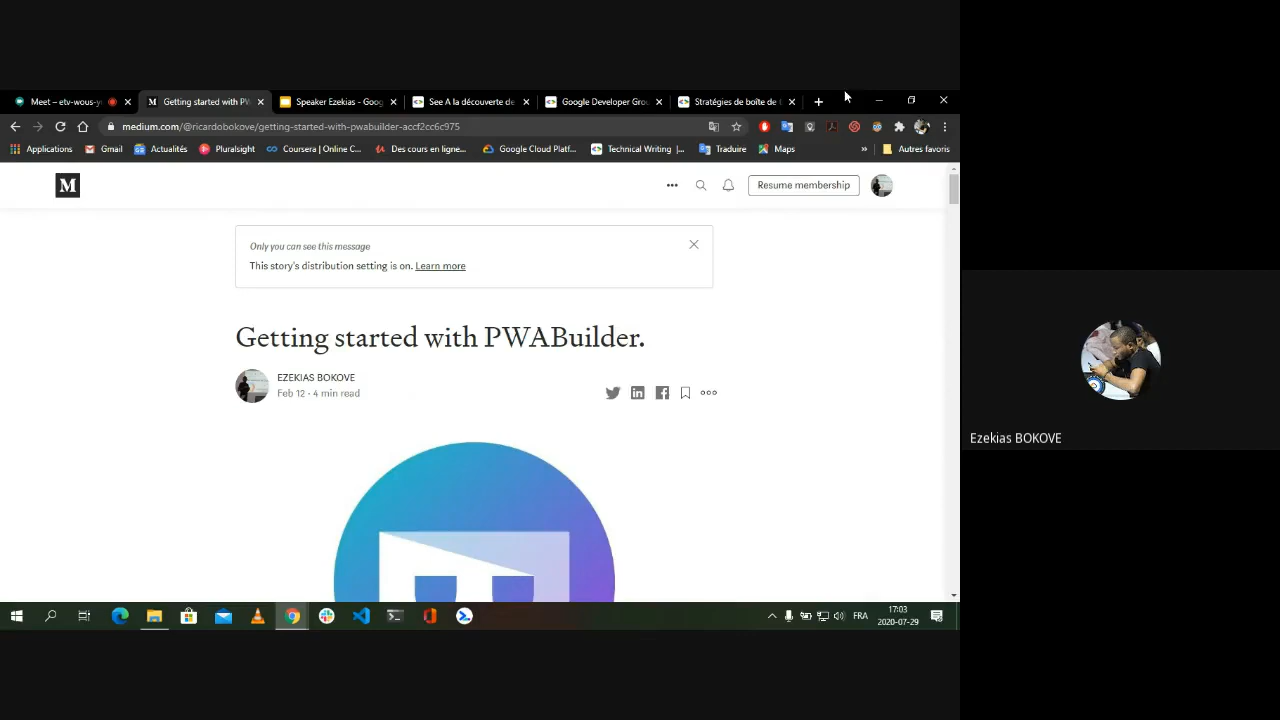 Meet – etv-wous-y
Getting started with PW
Speaker Ezekias - Goog
See A la découverte de
Google Developer Grou
Stratégies de boîte de
medium.com/@ricardobokove/getting-started-with-pwabuilder-accf2cc6c975
Applications
Gmail
Actualités
Pluralsight
Coursera | Online C...
Des cours en ligne...
Google Cloud Platf...
Technical Writing |...
Traduire
Maps
»
Autres favoris
M
Resume membership
Only you can see this message
This story's distribution setting is on. Learn more
Getting started with PWABuilder.
EZEKIAS BOKOVE
Feb 12 · 4 min read
Ezekias BOKOVE
FRA
17:03
2020-07-29